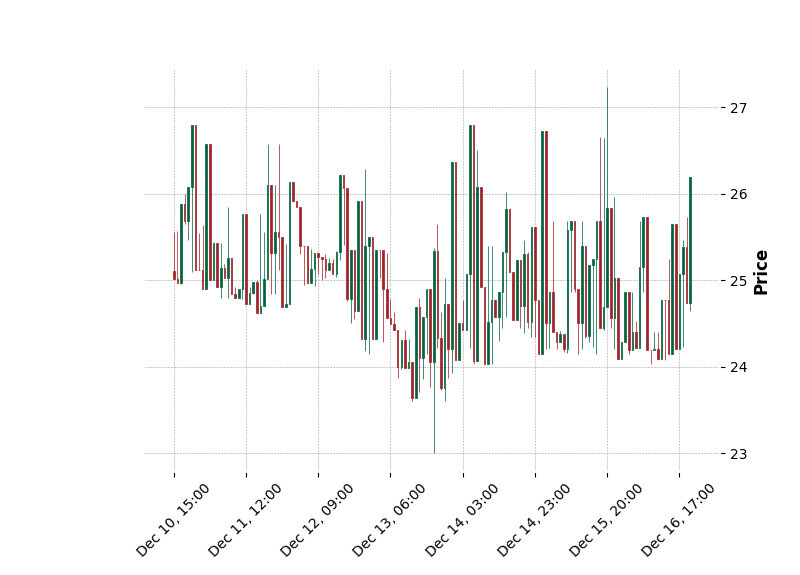 27
26
25
24
23
Price
Dec 10, 15:00
Dec 11, 12:00
Dec 12, 09:00
Dec 13, 06:00
Dec 14, 03:00
Dec 14, 23:00
Dec 15, 20:00
Dec 16, 17:00